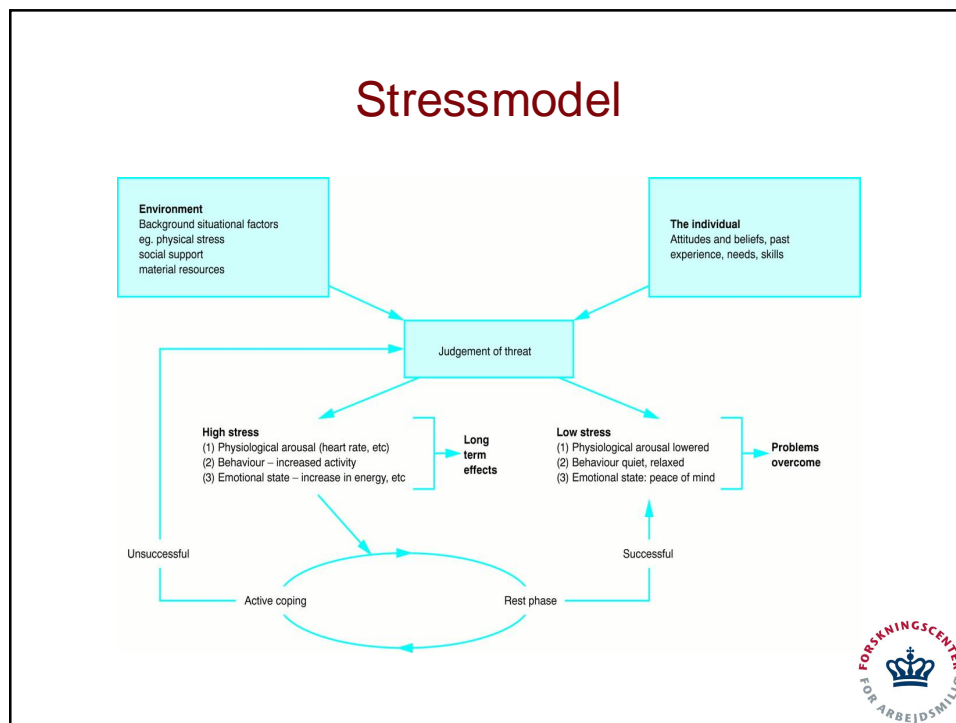 Stressmodel
Environment
Background situational factors
eg. physical stress
social support
material resources
The individual
Attitudes and beliefs, past
experience, needs, skills
Judgement of threat
High stress
(1) Physiological arousal (heart rate, etc)
(2) Behaviour – increased activity
(3) Emotional state – increase in energy, etc
Long
term
effects
Low stress
(1) Physiological arousal lowered
(2) Behaviour quiet, relaxed
(3) Emotional state: peace of mind
Problems
overcome
Unsuccessful
Successful
Active coping
Rest phase
FORSKNINGSCENTER
FOR ARBEJDSMILJØ